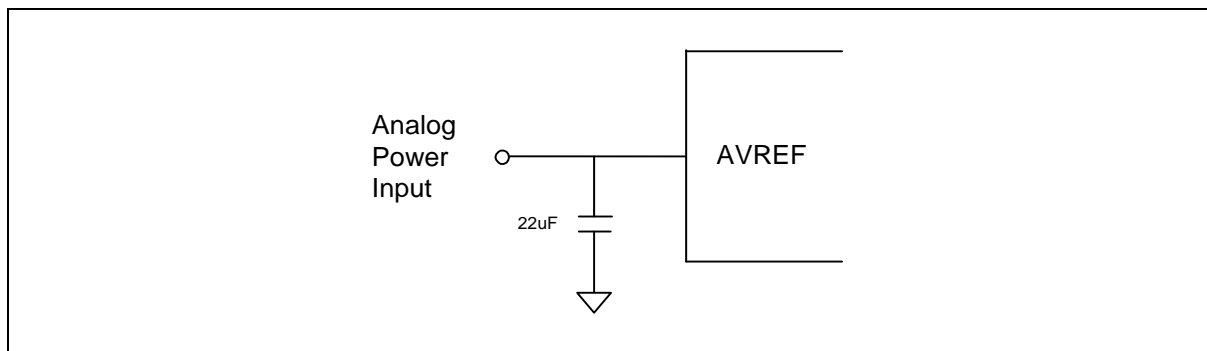 Analog
Power
Input
AVREF
22uF